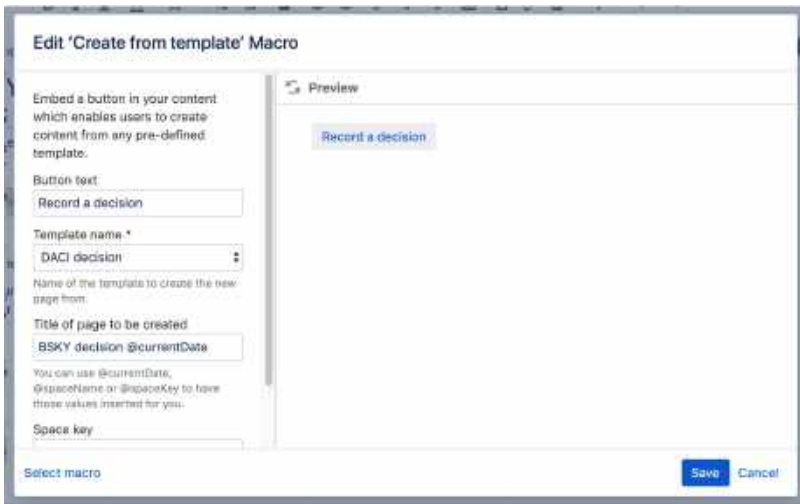 Edit 'Create from template' Macro
Embed a button in your content
which enables users to create
content from any pre-defined
template.
Button text
Record a decision
Template name *
DACI decision
Name of the template to create the new
page from.
Title of page to be created
BSKY decision @currentDate
You can use @currentDate,
@spaceName or @spaceKey to have
those values inserted for you.
Space key
Preview
Record a decision
Select macro
Save
Cancel